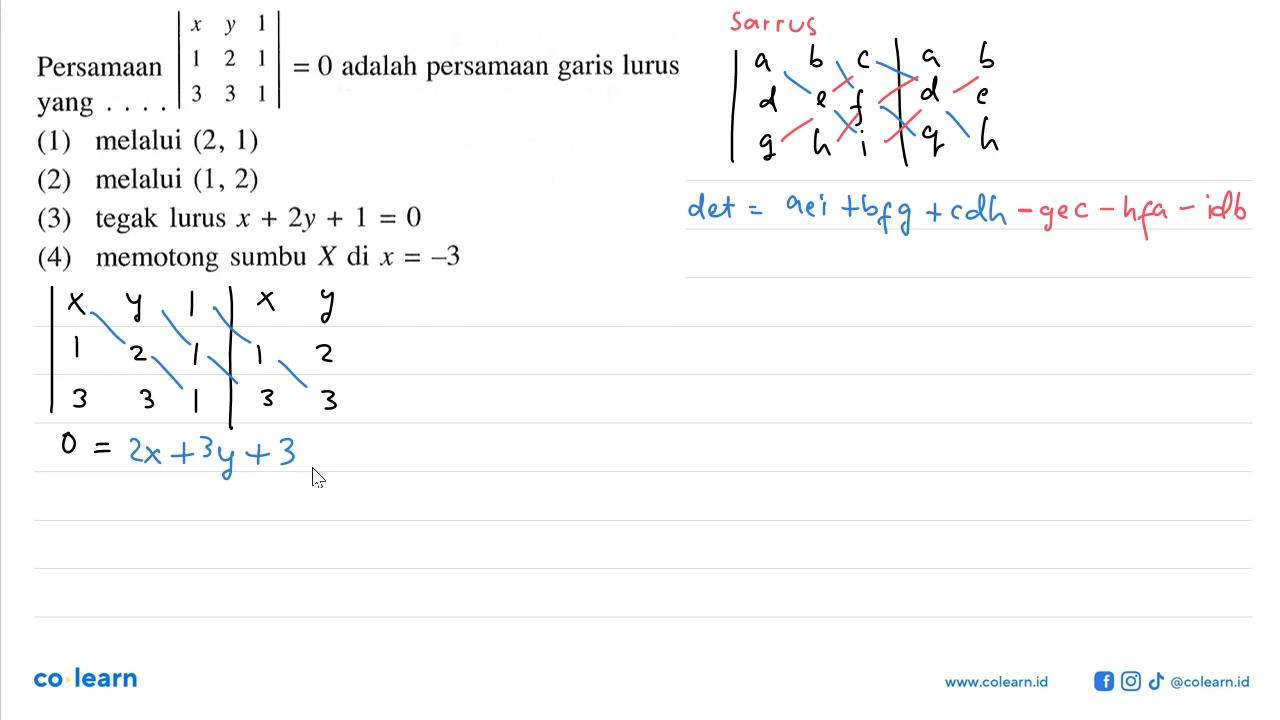 Persamaan | x y 1 | = 0 adalah persamaan garis lurus
| 1 2 1 |
| 3 3 1 |
yang . . . .
(1) melalui (2, 1)
(2) melalui (1, 2)
(3) tegak lurus x + 2y + 1 = 0
(4) memotong sumbu X di x = –3
| x y 1 | x y
| 1 2 1 | 1 2
| 3 3 1 | 3 3
0 = 2x + 3y + 3
Sarrus
| a b c | a b
| d e f | d e
| g h i | g h
det = aei + bfg + cdh - gec - hfa - idb
co learn
www.colearn.id
@colearn.id